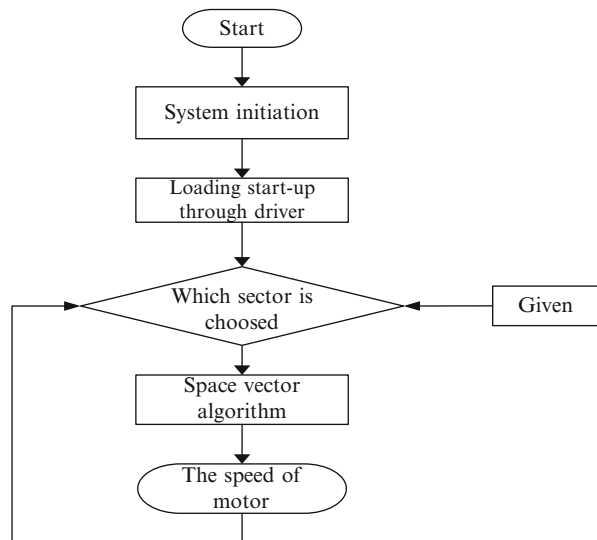 Start
System initiation
Loading start-up
through driver
Which sector is
choosed
Given
Space vector
algorithm
The speed of
motor